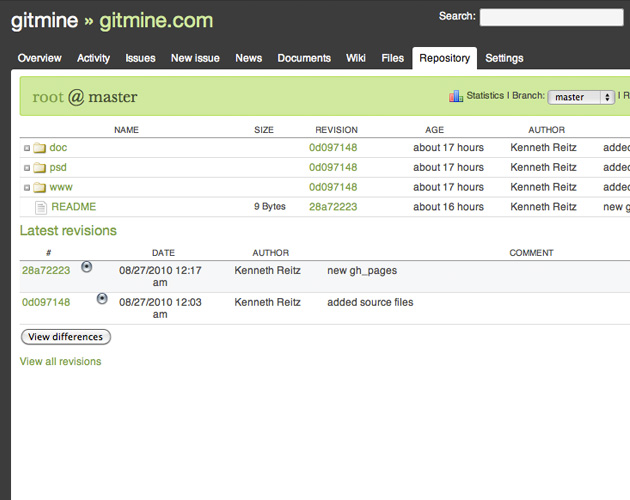 gitmine » gitmine.com
Search:
Overview Activity Issues New issue News Documents Wiki Files Repository Settings
root @ master
Statistics | Branch: master | R
NAME SIZE REVISION AGE AUTHOR
doc 0d097148 about 17 hours Kenneth Reitz added
psd 0d097148 about 17 hours Kenneth Reitz added
www 0d097148 about 17 hours Kenneth Reitz added
README 9 Bytes 28a72223 about 16 hours Kenneth Reitz new g
Latest revisions
# DATE AUTHOR COMMENT
28a72223 08/27/2010 12:17 Kenneth Reitz new gh_pages
am
0d097148 08/27/2010 12:03 Kenneth Reitz added source files
am
View differences
View all revisions